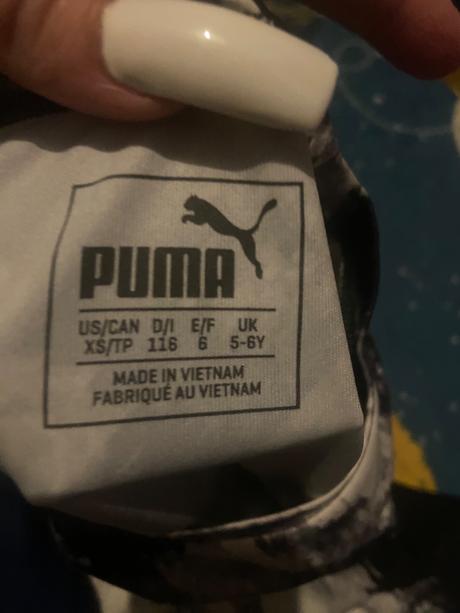 PUMA
US/CAN D/I E/F UK
XS/TP 116 6 5-6Y
MADE IN VIETNAM
FABRIQUÉ AU VIETNAM